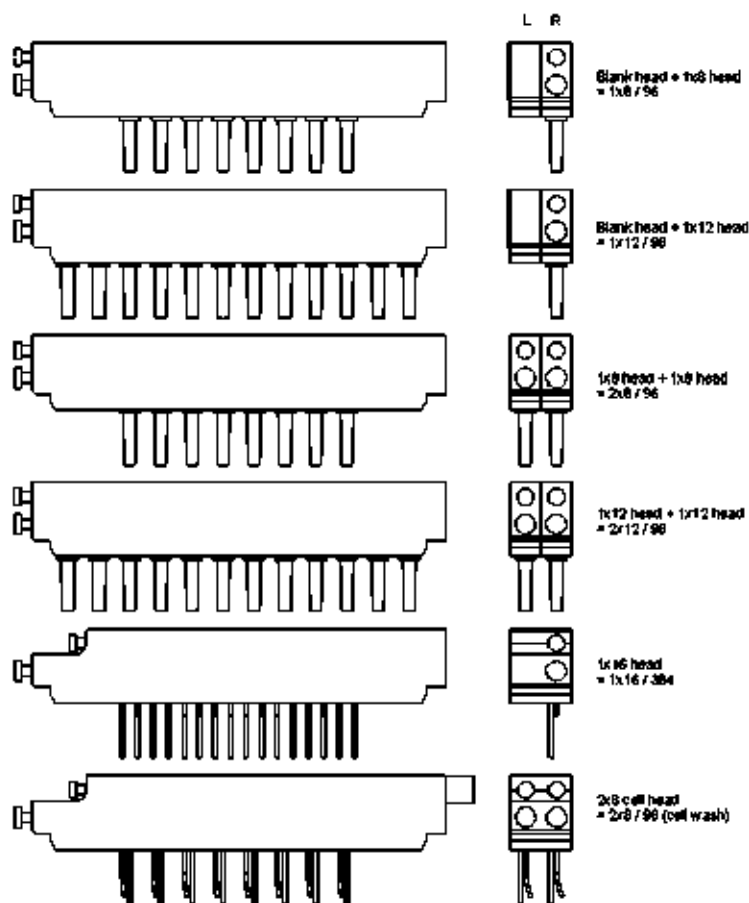 L R
Blank head + 1x8 head
= 1x8 / 96
Blank head + 1x12 head
= 1x12 / 96
1x8 head + 1x8 head
= 2x8 / 96
1x12 head + 1x12 head
= 2x12 / 96
1x16 head
= 1x16 / 384
2x8 cell head
= 2x8 / 96 (cell wash)